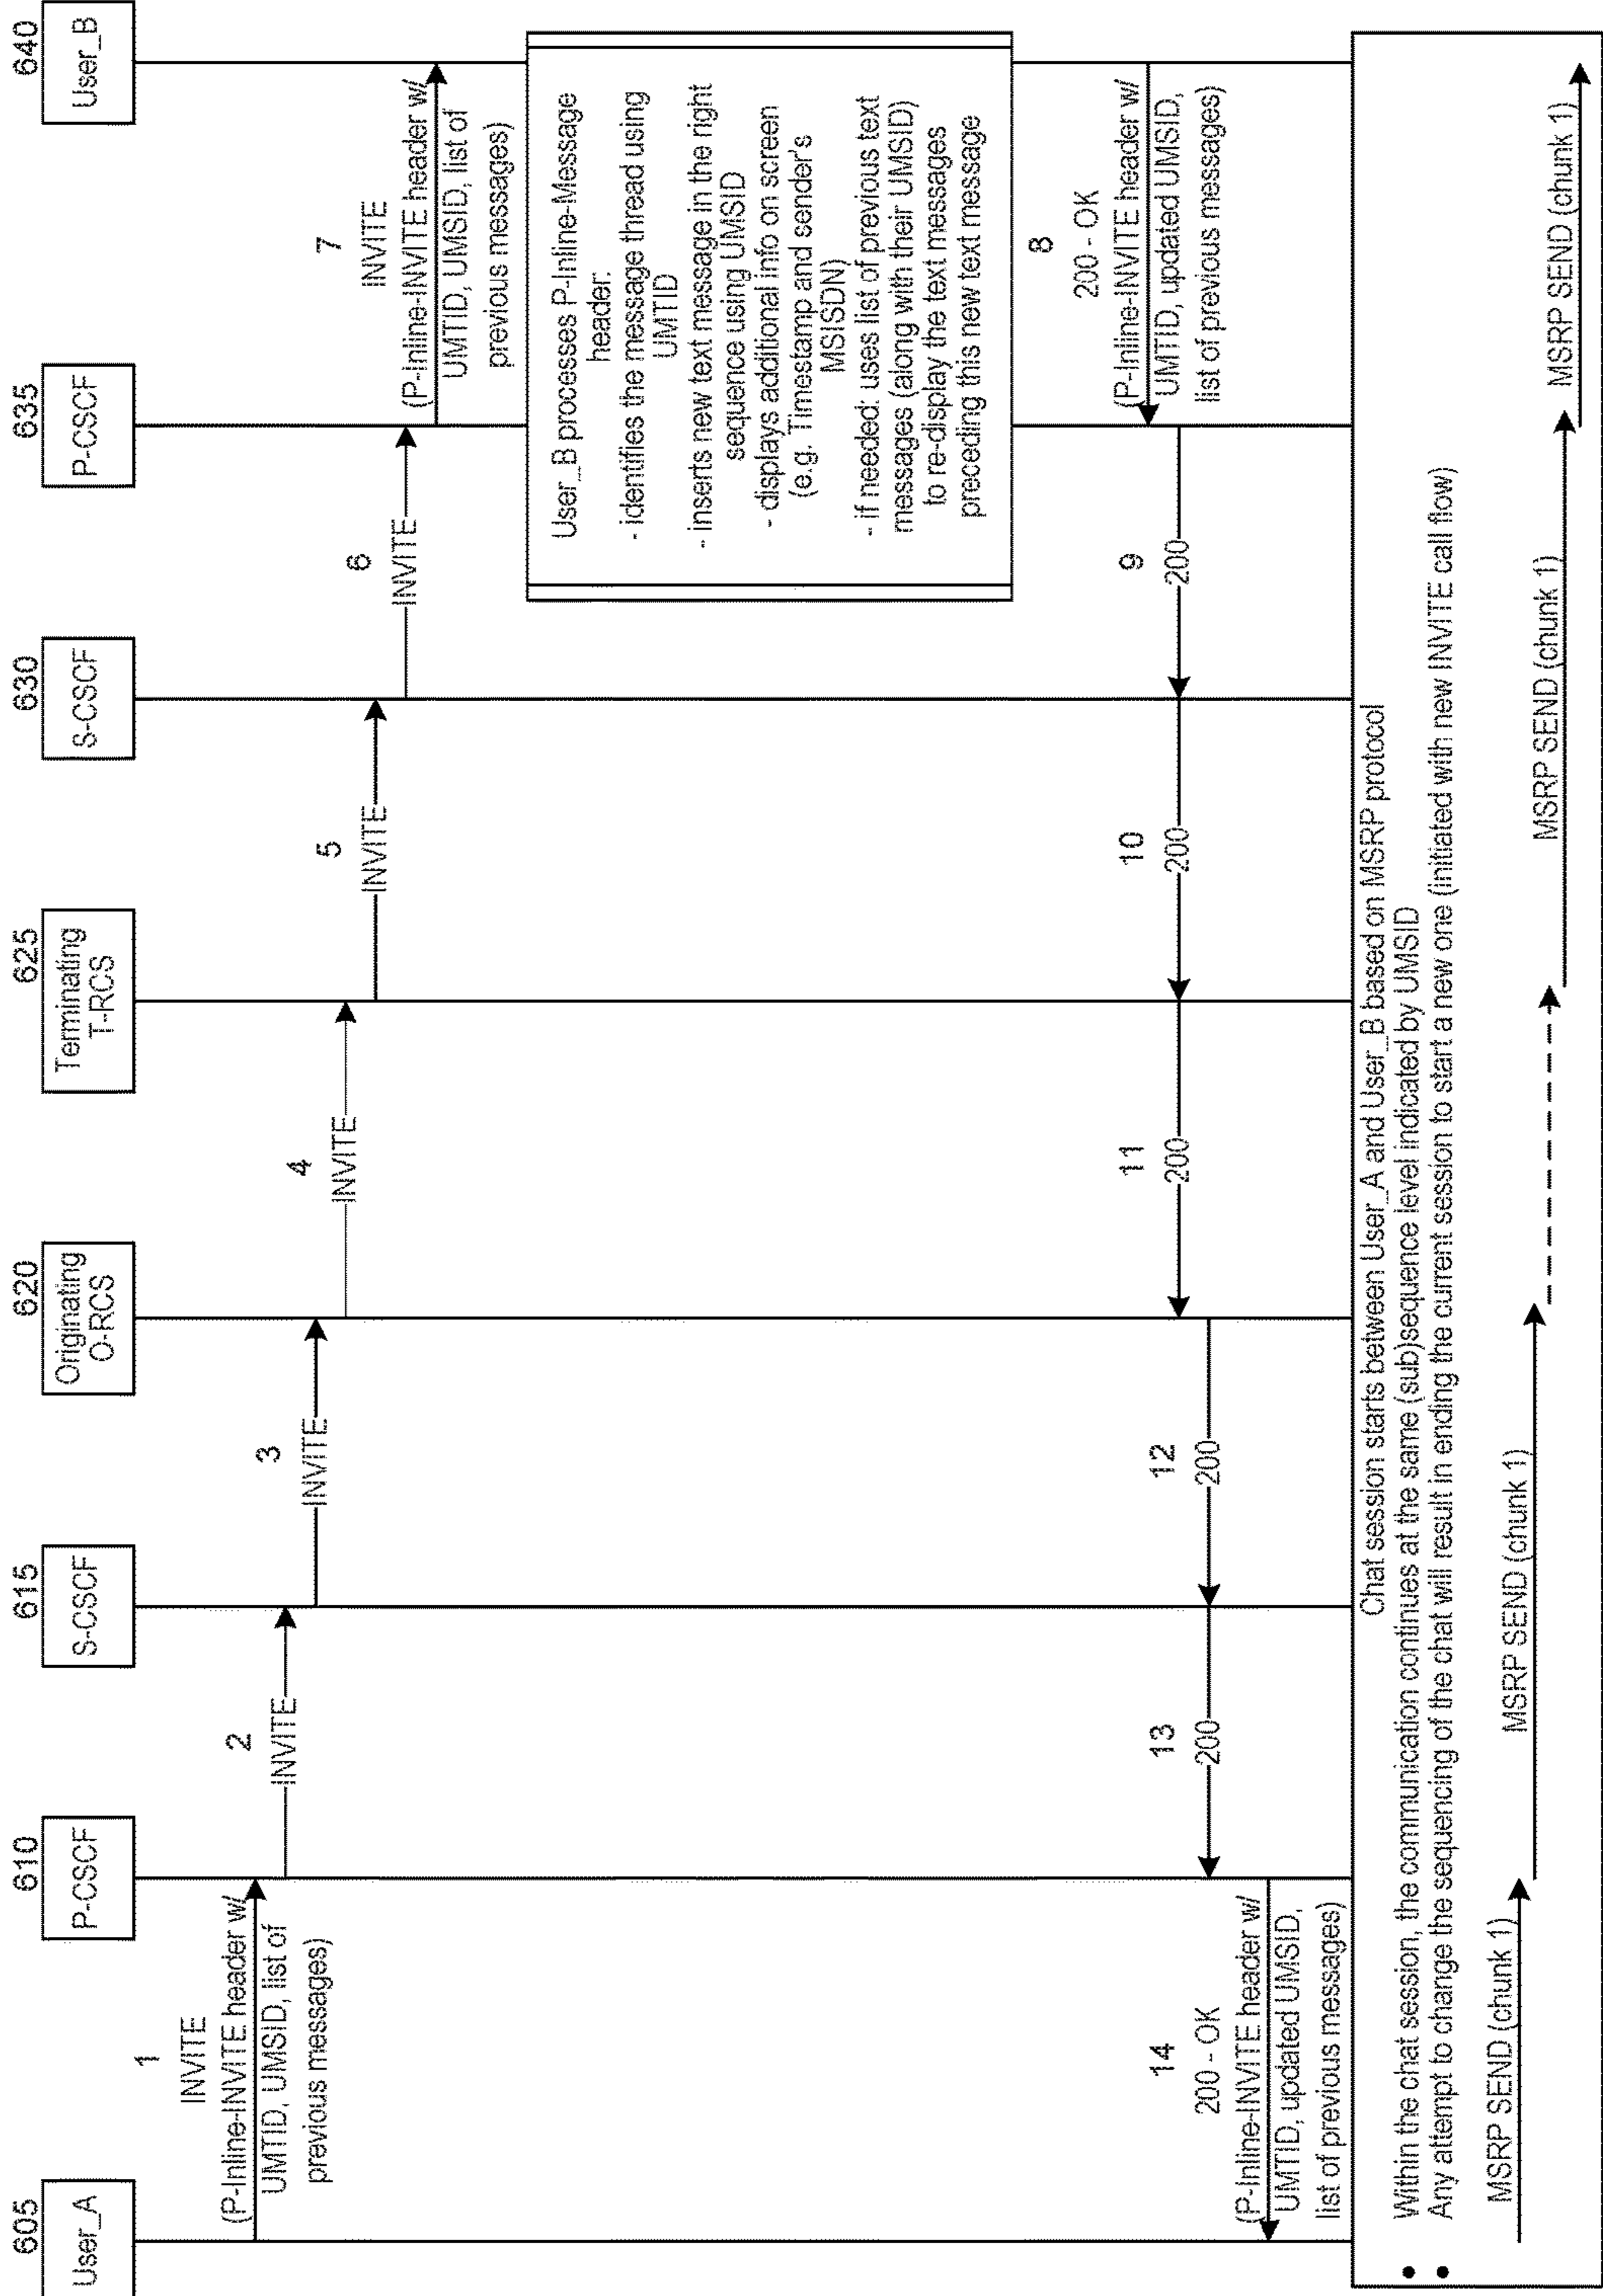 605
User_A
610
P-CSCF
615
S-CSCF
620
Originating
O-RCS
625
Terminating
T-RCS
630
S-CSCF
635
P-CSCF
640
User_B
1
INVITE
(P-Inline-INVITE header w/
UMTID, UMSID, list of
previous messages)
2
INVITE
3
INVITE
4
INVITE
5
INVITE
6
INVITE
7
INVITE
(P-Inline-INVITE header w/
UMTID, UMSID, list of
previous messages)
User_B processes P-Inline-Message
header:
- identifies the message thread using
UMTID
- inserts new text message in the right
sequence using UMSID
- displays additional info on screen
(e.g. Timestamp and sender's
MSISDN)
- if needed: uses list of previous text
messages (along with their UMSID)
to re-display the text messages
preceding this new text message
8
200 - OK
(P-Inline-INVITE header w/
UMTID, updated UMSID,
list of previous messages)
9
200
10
200
11
200
12
200
13
200
14
200 - OK
(P-Inline-INVITE header w/
UMTID, updated UMSID,
list of previous messages)
Chat session starts between User_A and User_B based on MSRP protocol
• Within the chat session, the communication continues at the same (sub)sequence level indicated by UMSID
• Any attempt to change the sequencing of the chat will result in ending the current session to start a new one (initiated with new INVITE call flow)
MSRP SEND (chunk 1)
MSRP SEND (chunk 1)
MSRP SEND (chunk 1)
MSRP SEND (chunk 1)